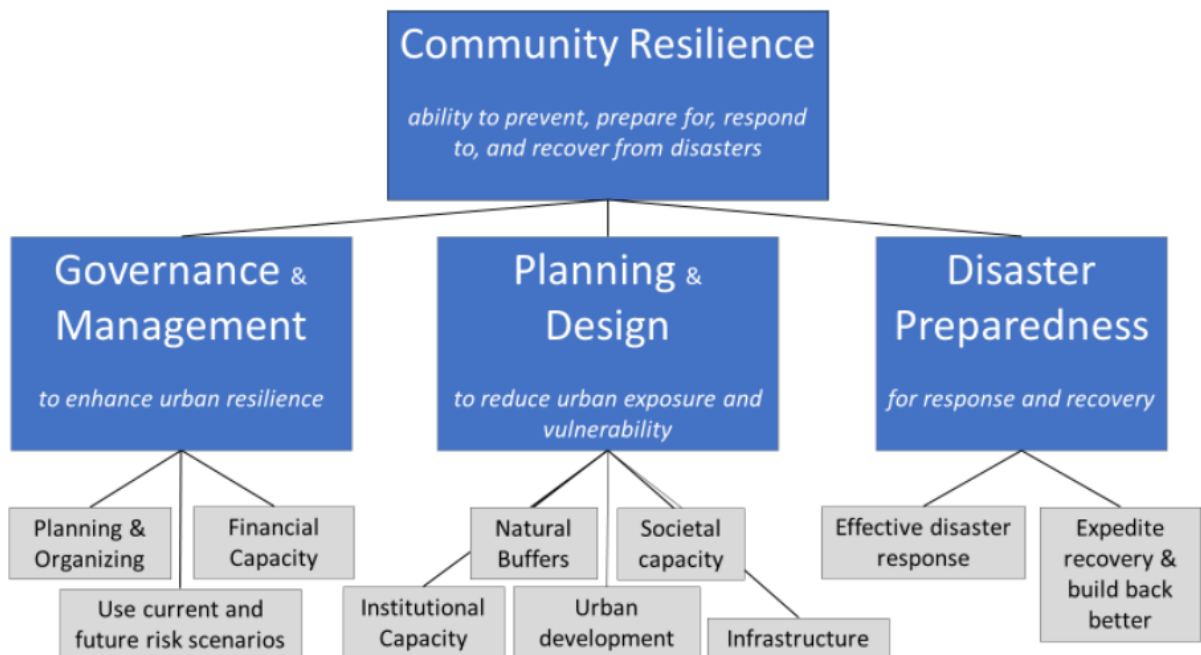 Community Resilience
ability to prevent, prepare for, respond
to, and recover from disasters
Governance &
Management
to enhance urban resilience
Planning &
Design
to reduce urban exposure and
vulnerability
Disaster
Preparedness
for response and recovery
Planning &
Organizing
Financial
Capacity
Use current and
future risk scenarios
Natural
Buffers
Societal
capacity
Institutional
Capacity
Urban
development
Infrastructure
Effective disaster
response
Expedite
recovery &
build back
better